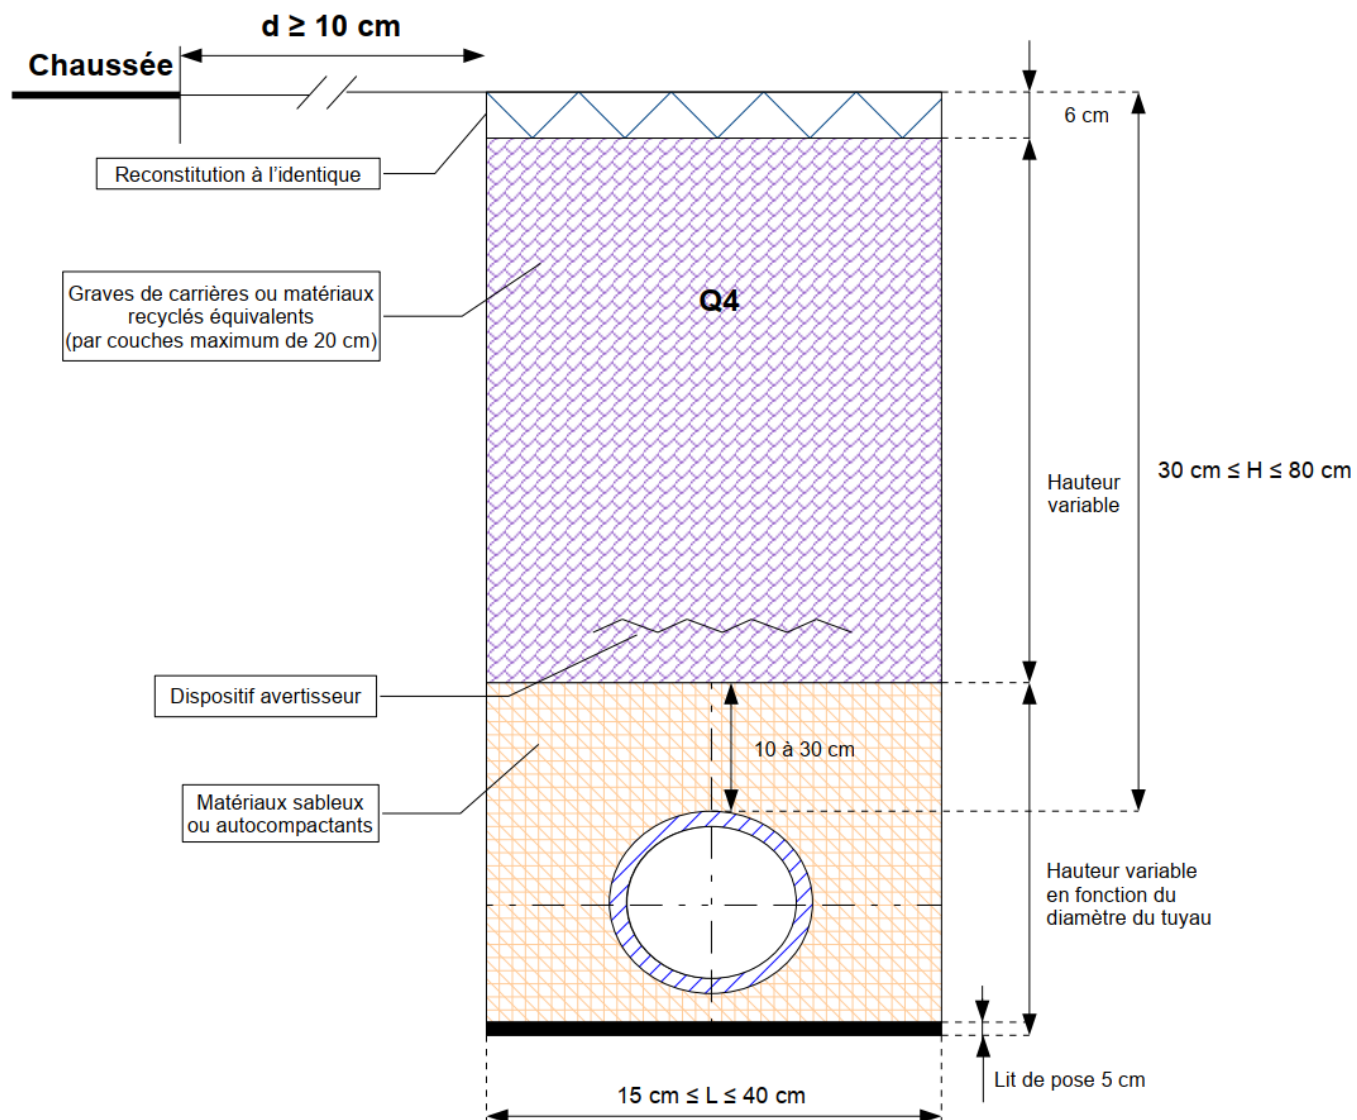 d ≥ 10 cm
Chaussée
6 cm
Reconstitution à l'identique
Graves de carrières ou matériaux
recyclés équivalents
(par couches maximum de 20 cm)
Q4
30 cm ≤ H ≤ 80 cm
Hauteur
variable
Dispositif avertisseur
10 à 30 cm
Matériaux sableux
ou autocompactants
Hauteur variable
en fonction du
diamètre du tuyau
Lit de pose 5 cm
15 cm ≤ L ≤ 40 cm